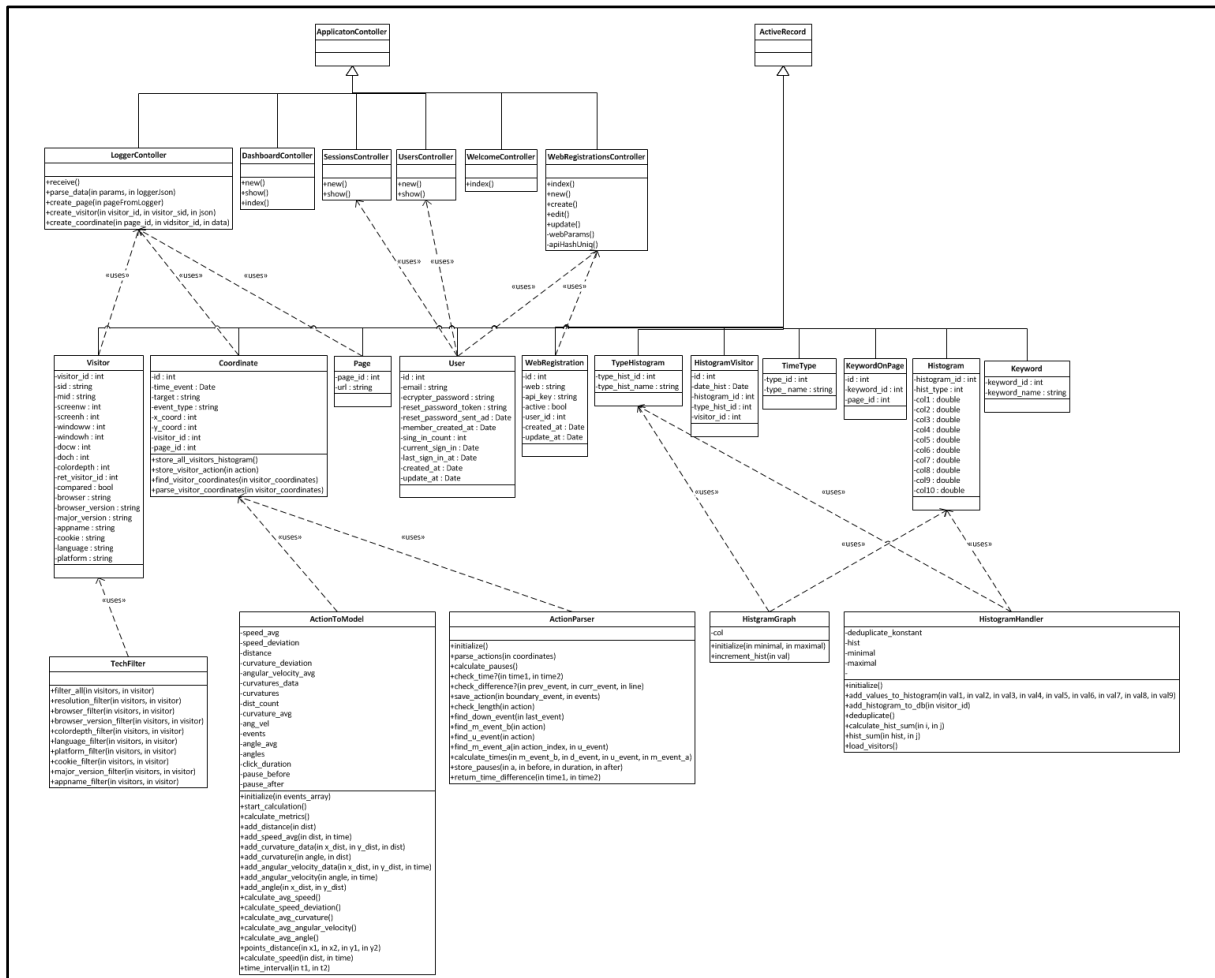 ApplicatonContoller
ActiveRecord
LoggerContoller
+receive()
+parse_data(in params, in loggerJson)
+create_page(in pageFromLogger)
+create_visitor(in visitor_id, in visitor_sid, in json)
+create_coordinate(in page_id, in vidsitor_id, in data)
DashboardContoller
+new()
+show()
+index()
SessionsController
+new()
+show()
UsersController
+new()
+show()
WelcomeController
+index()
WebRegistrationsController
+index()
+new()
+create()
+edit()
+update()
-webParams()
-apiHashUniq()
«uses»
«uses»
«uses»
«uses»
«uses»
«uses»
«uses»
Visitor
-visitor_id : int
-sid : string
-mid : string
-screenw : int
-screenh : int
-windoww : int
-windowh : int
-docw : int
-doch : int
-colordepth : int
-ret_visitor_id : int
-compared : bool
-browser : string
-browser_version : string
-major_version : string
-appname : string
-cookie : string
-language : string
-platform : string
Coordinate
-id : int
-time_event : Date
-target : string
-event_type : string
-x_coord : int
-y_coord : int
-visitor_id : int
-page_id : int
+store_all_visitors_histogram()
+store_visitor_action(in action)
+find_visitor_coordinates(in visitor_coordinates)
+parse_visitor_coordinates(in visitor_coordinates)
Page
-page_id : int
-url : string
User
-id : int
-email : string
-ecrypter_password : string
-reset_password_token : string
-reset_password_sent_ad : Date
-member_created_at : Date
-sing_in_count : int
-current_sign_in : Date
-last_sign_in_at : Date
-created_at : Date
-update_at : Date
WebRegistration
-id : int
-web : string
-api_key : string
-active : bool
-user_id : int
-created_at : Date
-update_at : Date
TypeHistogram
-type_hist_id : int
-type_hist_name : string
HistogramVisitor
-id : int
-date_hist : Date
-histogram_id : int
-type_hist_id : int
-visitor_id : int
TimeType
-type_id : int
-type_ name : string
KeywordOnPage
-id : int
-keyword_id : int
-page_id : int
Histogram
-histogram_id : int
-hist_type : int
-col1 : double
-col2 : double
-col3 : double
-col4 : double
-col5 : double
-col6 : double
-col7 : double
-col8 : double
-col9 : double
-col10 : double
Keyword
-keyword_id : int
-keyword_name : string
«uses»
«uses»
«uses»
«uses»
«uses»
«uses»
«uses»
TechFilter
+filter_all(in visitors, in visitor)
+resolution_filter(in visitors, in visitor)
+browser_filter(in visitors, in visitor)
+browser_version_filter(in visitors, in visitor)
+colordepth_filter(in visitors, in visitor)
+language_filter(in visitors, in visitor)
+platform_filter(in visitors, in visitor)
+cookie_filter(in visitors, in visitor)
+major_version_filter(in visitors, in visitor)
+appname_filter(in visitors, in visitor)
ActionToModel
-speed_avg
-speed_deviation
-distance
-curvature_deviation
-angular_velocity_avg
-curvatures_data
-curvatures
-dist_count
-curvature_avg
-ang_vel
-events
-angle_avg
-angles
-click_duration
-pause_before
-pause_after
+initialize(in events_array)
+start_calculation()
+calculate_metrics()
+add_distance(in dist)
+add_speed_avg(in dist, in time)
+add_curvature_data(in x_dist, in y_dist, in dist)
+add_curvature(in angle, in dist)
+add_angular_velocity_data(in x_dist, in y_dist, in time)
+add_angular_velocity(in angle, in time)
+add_angle(in x_dist, in y_dist)
+calculate_avg_speed()
+calculate_speed_deviation()
+calculate_avg_curvature()
+calculate_avg_angular_velocity()
+calculate_avg_angle()
+points_distance(in x1, in x2, in y1, in y2)
+calculate_speed(in dist, in time)
+time_interval(in t1, in t2)
ActionParser
+initialize()
+parse_actions(in coordinates)
+calculate_pauses()
+check_time?(in time1, in time2)
+check_difference?(in prev_event, in curr_event, in line)
+save_action(in boundary_event, in events)
+check_length(in action)
+find_down_event(in last_event)
+find_m_event_b(in action)
+find_u_event(in action)
+find_m_event_a(in action_index, in u_event)
+calculate_times(in m_event_b, in d_event, in u_event, in m_event_a)
+store_pauses(in a, in before, in duration, in after)
+return_time_difference(in time1, in time2)
HistgramGraph
-col
+initialize(in minimal, in maximal)
+increment_hist(in val)
HistogramHandler
-deduplicate_konstant
-hist
-minimal
-maximal
-
+initialize()
+add_values_to_histogram(in val1, in val2, in val3, in val4, in val5, in val6, in val7, in val8, in val9)
+add_histogram_to_db(in visitor_id)
+deduplicate()
+calculate_hist_sum(in i, in j)
+hist_sum(in hist, in j)
+load_visitors()